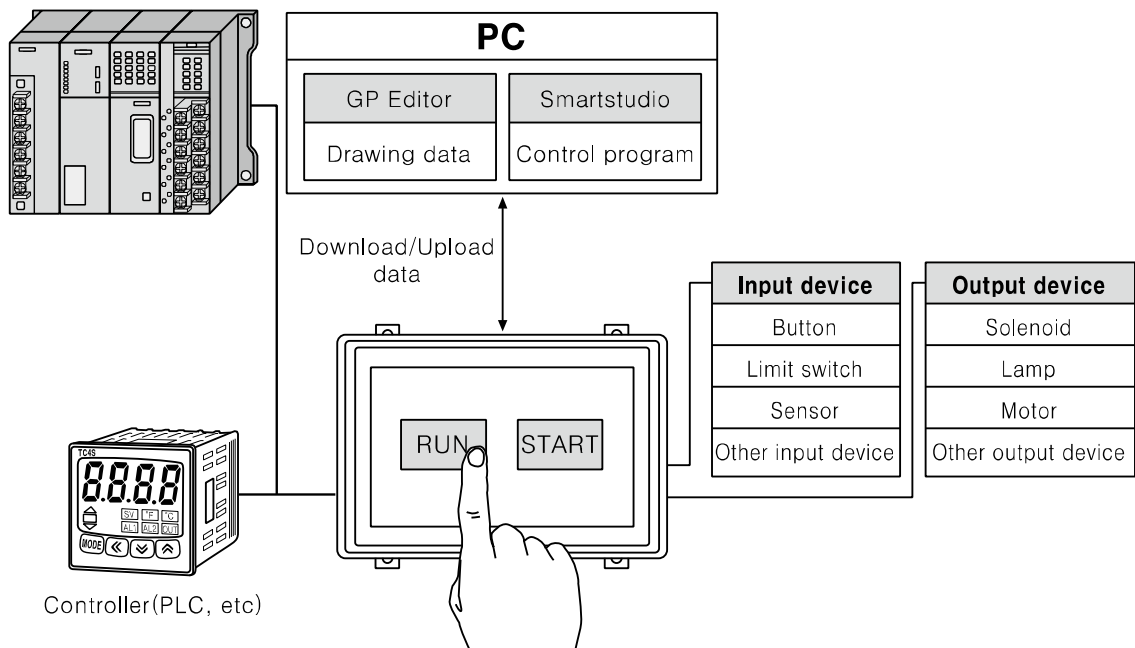 PC
GP Editor
Smartstudio
Drawing data
Control program
Download/Upload
data
Input device
Button
Limit switch
Sensor
Other input device
Output device
Solenoid
Lamp
Motor
Other output device
RUN
START
TC4S
8.8.8.8
SV °F °C
AL1 AL2 OUT
MODE
Controller(PLC, etc)